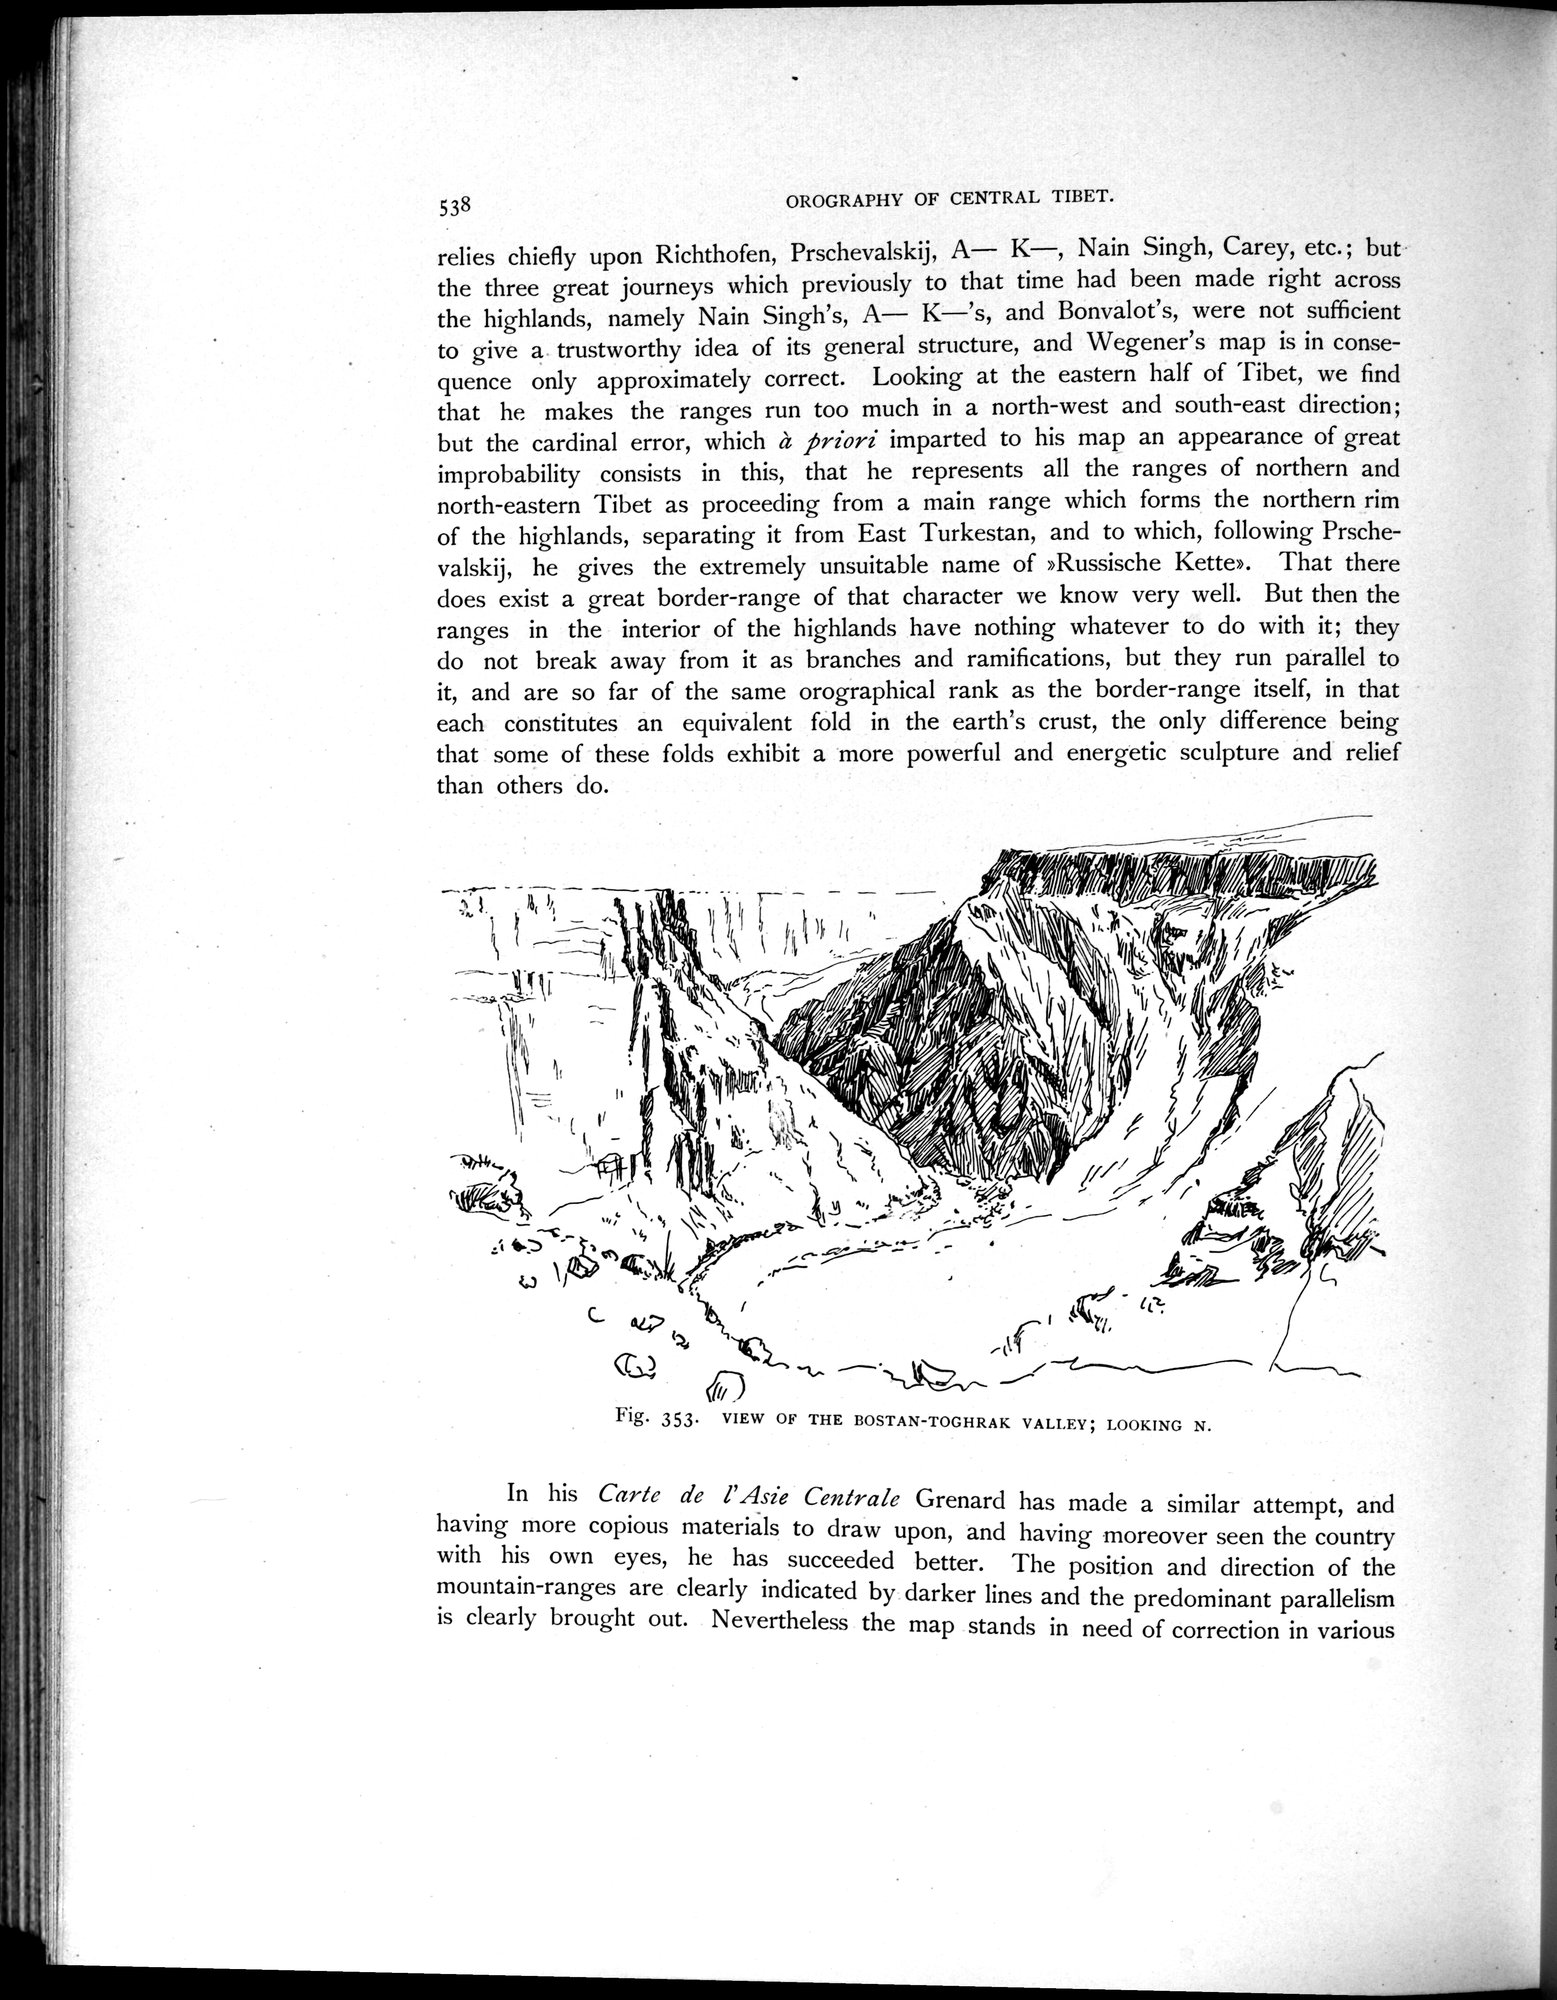 538
OROGRAPHY OF CENTRAL TIBET.
relies chiefly upon Richthofen, Prschevalskij, A— K—, Nain Singh, Carey, etc.; but
the three great journeys which previously to that time had been made right across
the highlands, namely Nain Singh's, A— K—'s, and Bonvalot's, were not sufficient
to give a trustworthy idea of its general structure, and Wegener's map is in conse-
quence only approximately correct. Looking at the eastern half of Tibet, we find
that he makes the ranges run too much in a north-west and south-east direction;
but the cardinal error, which à priori imparted to his map an appearance of great
improbability consists in this, that he represents all the ranges of northern and
north-eastern Tibet as proceeding from a main range which forms the northern rim
of the highlands, separating it from East Turkestan, and to which, following Prsche-
valskij, he gives the extremely unsuitable name of »Russische Kette». That there
does exist a great border-range of that character we know very well. But then the
ranges in the interior of the highlands have nothing whatever to do with it; they
do not break away from it as branches and ramifications, but they run parallel to
it, and are so far of the same orographical rank as the border-range itself, in that
each constitutes an equivalent fold in the earth's crust, the only difference being
that some of these folds exhibit a more powerful and energetic sculpture and relief
than others do.
Fig. 353. VIEW OF THE BOSTAN-TOGHRAK VALLEY; LOOKING N.
In his Carte de l'Asie Centrale Grenard has made a similar attempt, and
having more copious materials to draw upon, and having moreover seen the country
with his own eyes, he has succeeded better. The position and direction of the
mountain-ranges are clearly indicated by darker lines and the predominant parallelism
is clearly brought out. Nevertheless the map stands in need of correction in various